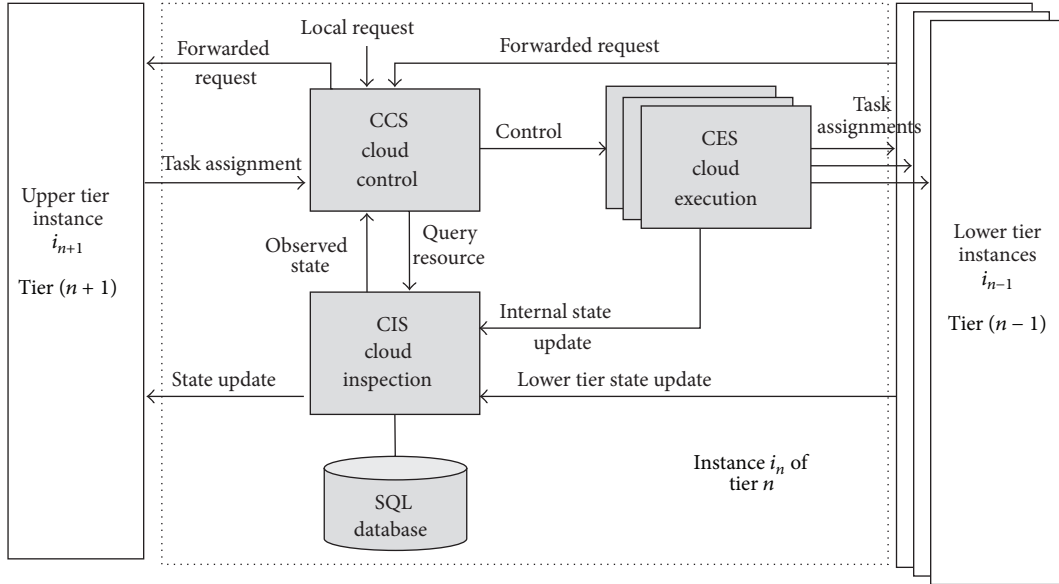 Local request
Forwarded
request
Forwarded request
CCS
cloud
control
Control
CES
cloud
execution
Task
assignments
Task assignment
Upper tier
instance
i_{n+1}
Tier (n + 1)
Observed
state
Query
resource
Lower tier
instances
i_{n−1}
Tier (n − 1)
CIS
cloud
inspection
Internal state
update
State update
Lower tier state update
Instance i_n of
tier n
SQL
database